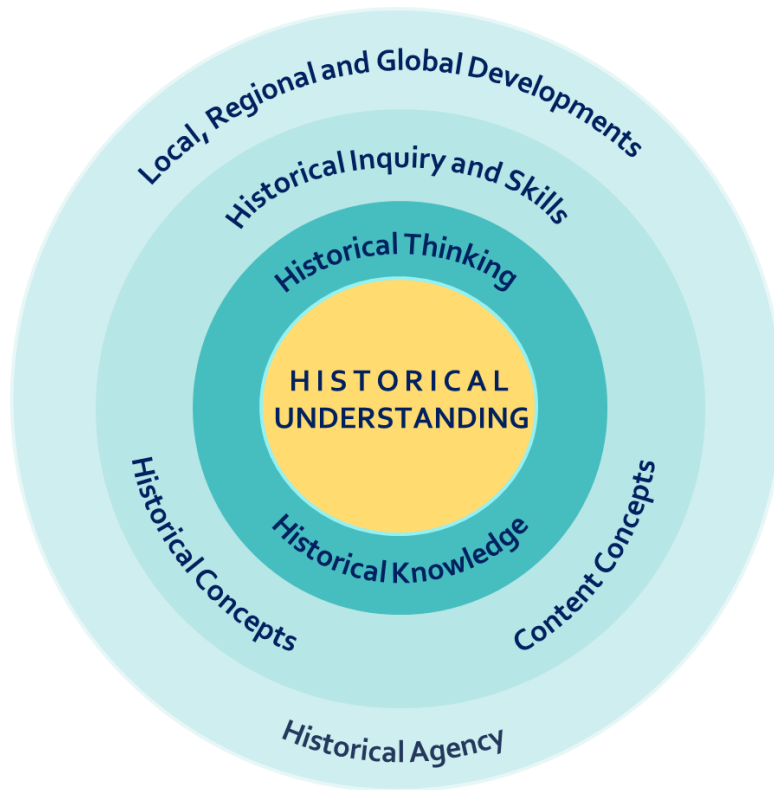 Local, Regional and Global Developments
Historical Inquiry and Skills
Historical Thinking
HISTORICAL
UNDERSTANDING
Historical Knowledge
Historical Concepts
Content Concepts
Historical Agency